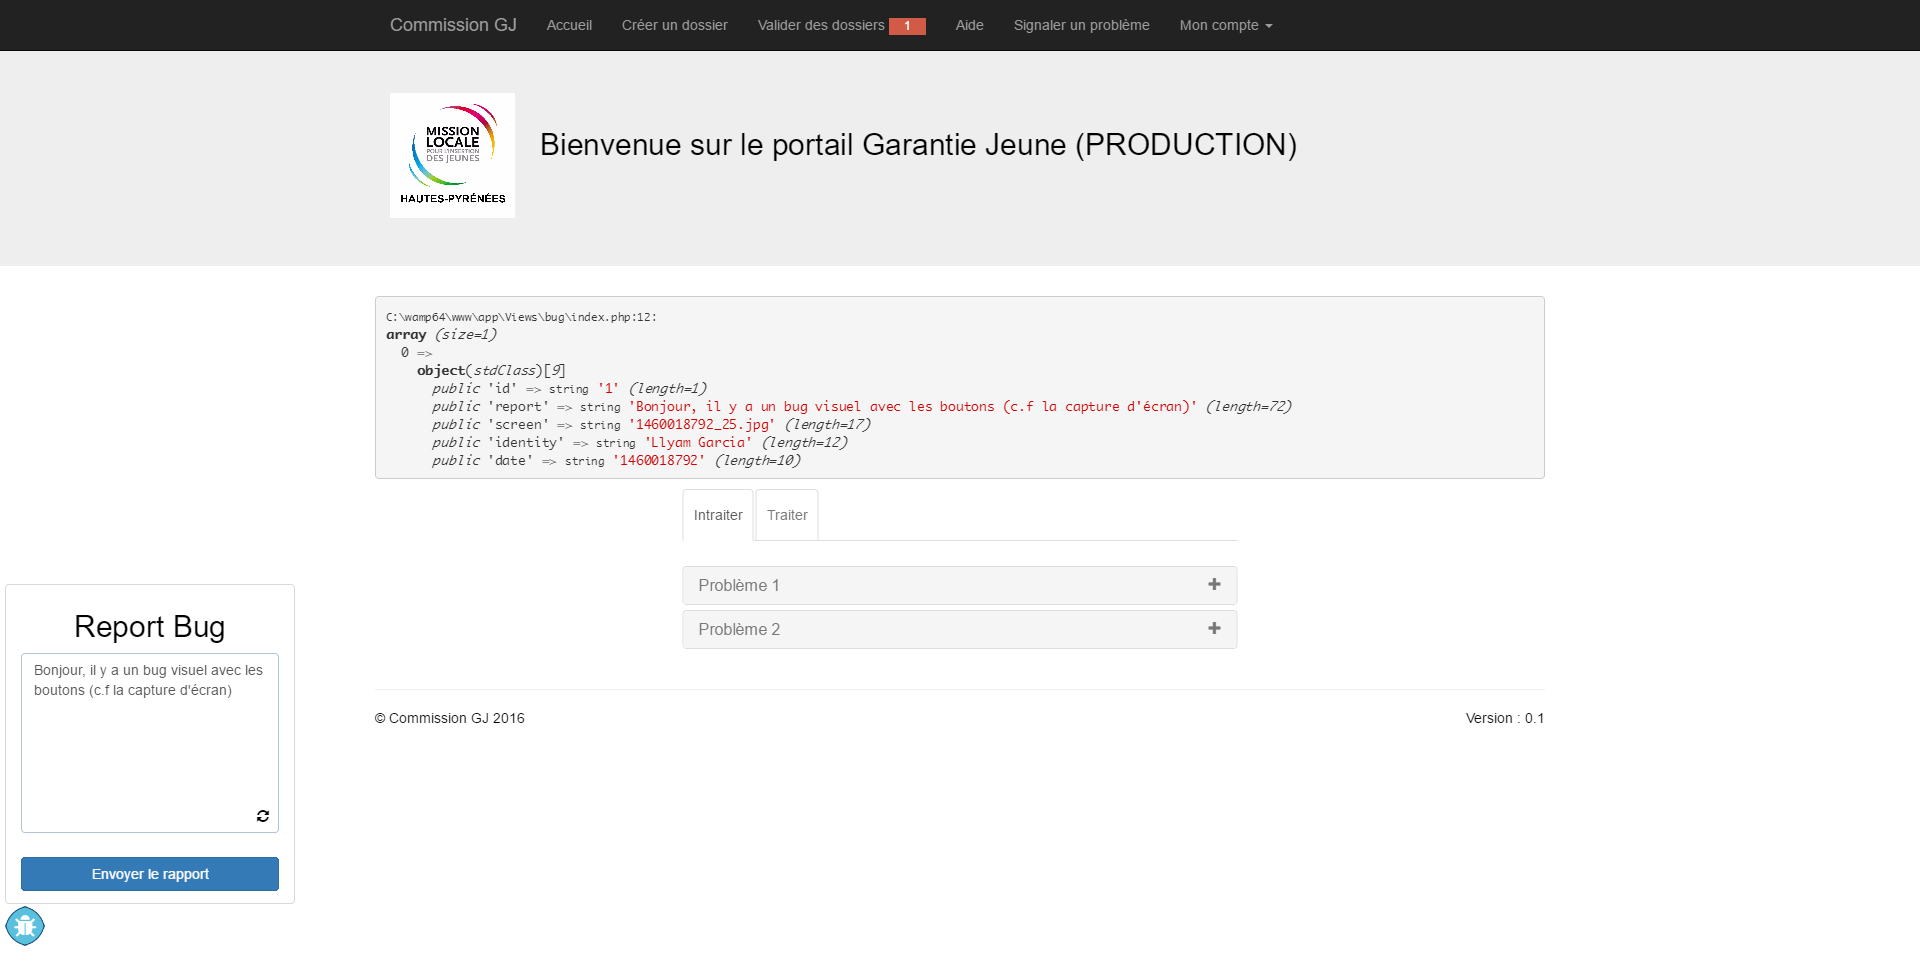 Commission GJ Accueil Créer un dossier Valider des dossiers 1 Aide Signaler un problème Mon compte
MISSION
LOCALE
POUR L'INSERTION
DES JEUNES
HAUTES-PYRÉNÉES
Bienvenue sur le portail Garantie Jeune (PRODUCTION)
C:\wamp64\www\app\Views\bug\index.php:12:
array (size=1)
0 =>
object(stdClass)[9]
public 'id' => string '1' (length=1)
public 'report' => string 'Bonjour, il y a un bug visuel avec les boutons (c.f la capture d'écran)' (length=72)
public 'screen' => string '1460018792_25.jpg' (length=17)
public 'identity' => string 'Llyam Garcia' (length=12)
public 'date' => string '1460018792' (length=10)
Intraiter Traiter
Problème 1
Problème 2
Report Bug
Bonjour, il y a un bug visuel avec les
boutons (c.f la capture d'écran)
Envoyer le rapport
© Commission GJ 2016 Version : 0.1